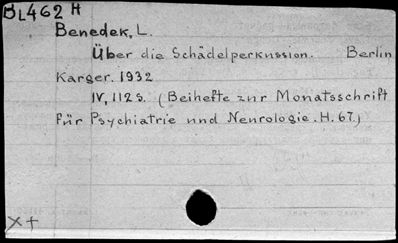 BL462 H
Benedek, L.
Über die Schädelperkussion. Berlin
Karger. 1932
IV, 112 S. (Beihefte zur Monatsschrift
für Psychiatrie und Neurologie. H. 67.)
X+